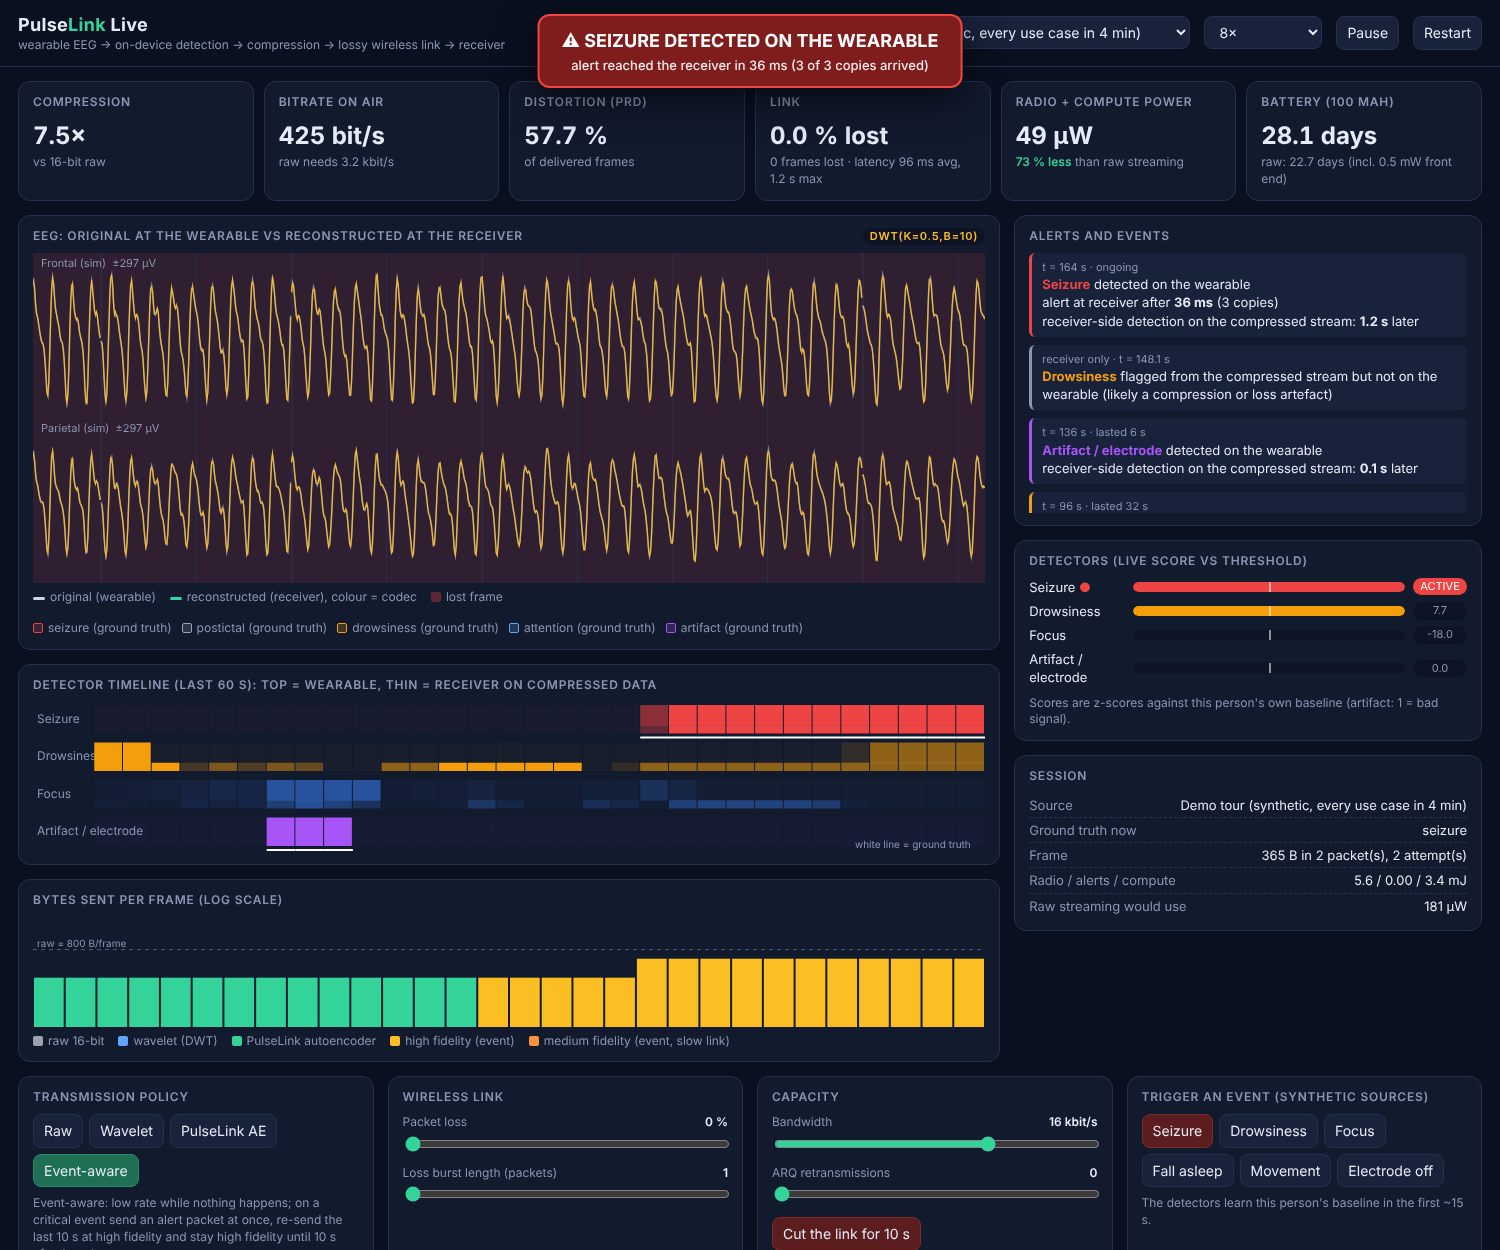 PulseLink Live
wearable EEG → on-device detection → compression → lossy wireless link → receiver
⚠ SEIZURE DETECTED ON THE WEARABLE
alert reached the receiver in 36 ms (3 of 3 copies arrived)
c, every use case in 4 min)
8×
Pause
Restart
COMPRESSION
7.5×
vs 16-bit raw
BITRATE ON AIR
425 bit/s
raw needs 3.2 kbit/s
DISTORTION (PRD)
57.7 %
of delivered frames
LINK
0.0 % lost
0 frames lost · latency 96 ms avg,
1.2 s max
RADIO + COMPUTE POWER
49 µW
73 % less than raw streaming
BATTERY (100 MAH)
28.1 days
raw: 22.7 days (incl. 0.5 mW front
end)
EEG: ORIGINAL AT THE WEARABLE VS RECONSTRUCTED AT THE RECEIVER
DWT(K=0.5,B=10)
Frontal (sim) ±297 µV
Parietal (sim) ±297 µV
original (wearable)
reconstructed (receiver), colour = codec
lost frame
seizure (ground truth)
postictal (ground truth)
drowsiness (ground truth)
attention (ground truth)
artifact (ground truth)
ALERTS AND EVENTS
t = 164 s · ongoing
Seizure detected on the wearable
alert at receiver after 36 ms (3 copies)
receiver-side detection on the compressed stream: 1.2 s later
receiver only · t = 148.1 s
Drowsiness flagged from the compressed stream but not on the
wearable (likely a compression or loss artefact)
t = 136 s · lasted 6 s
Artifact / electrode detected on the wearable
receiver-side detection on the compressed stream: 0.1 s later
t = 96 s · lasted 32 s
DETECTORS (LIVE SCORE VS THRESHOLD)
Seizure
ACTIVE
Drowsiness
7.7
Focus
-18.0
Artifact /
electrode
0.0
Scores are z-scores against this person's own baseline (artifact: 1 = bad
signal).
DETECTOR TIMELINE (LAST 60 S): TOP = WEARABLE, THIN = RECEIVER ON COMPRESSED DATA
Seizure
Drowsines
Focus
Artifact / electrode
white line = ground truth
SESSION
Source
Demo tour (synthetic, every use case in 4 min)
Ground truth now
seizure
Frame
365 B in 2 packet(s), 2 attempt(s)
Radio / alerts / compute
5.6 / 0.00 / 3.4 mJ
Raw streaming would use
181 µW
BYTES SENT PER FRAME (LOG SCALE)
raw = 800 B/frame
raw 16-bit
wavelet (DWT)
PulseLink autoencoder
high fidelity (event)
medium fidelity (event, slow link)
TRANSMISSION POLICY
Raw
Wavelet
PulseLink AE
Event-aware
Event-aware: low rate while nothing happens; on a
critical event send an alert packet at once, re-send the
last 10 s at high fidelity and stay high fidelity until 10 s
WIRELESS LINK
Packet loss
0 %
Loss burst length (packets)
1
CAPACITY
Bandwidth
16 kbit/s
ARQ retransmissions
0
Cut the link for 10 s
TRIGGER AN EVENT (SYNTHETIC SOURCES)
Seizure
Drowsiness
Focus
Fall asleep
Movement
Electrode off
The detectors learn this person's baseline in the first ~15
s.